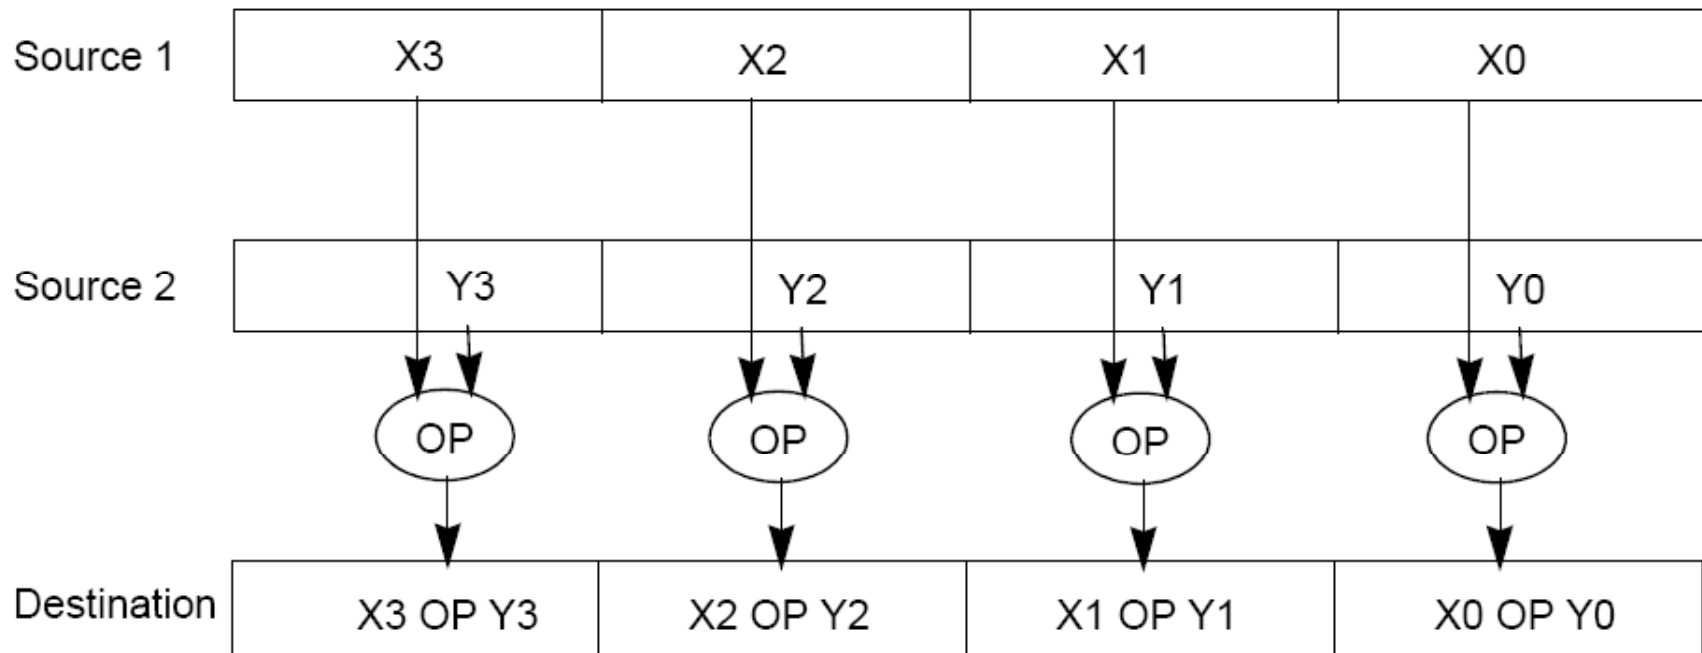 Source 1 X3 X2 X1 X0
Source 2 Y3 Y2 Y1 Y0
OP OP OP OP
Destination X3 OP Y3 X2 OP Y2 X1 OP Y1 X0 OP Y0